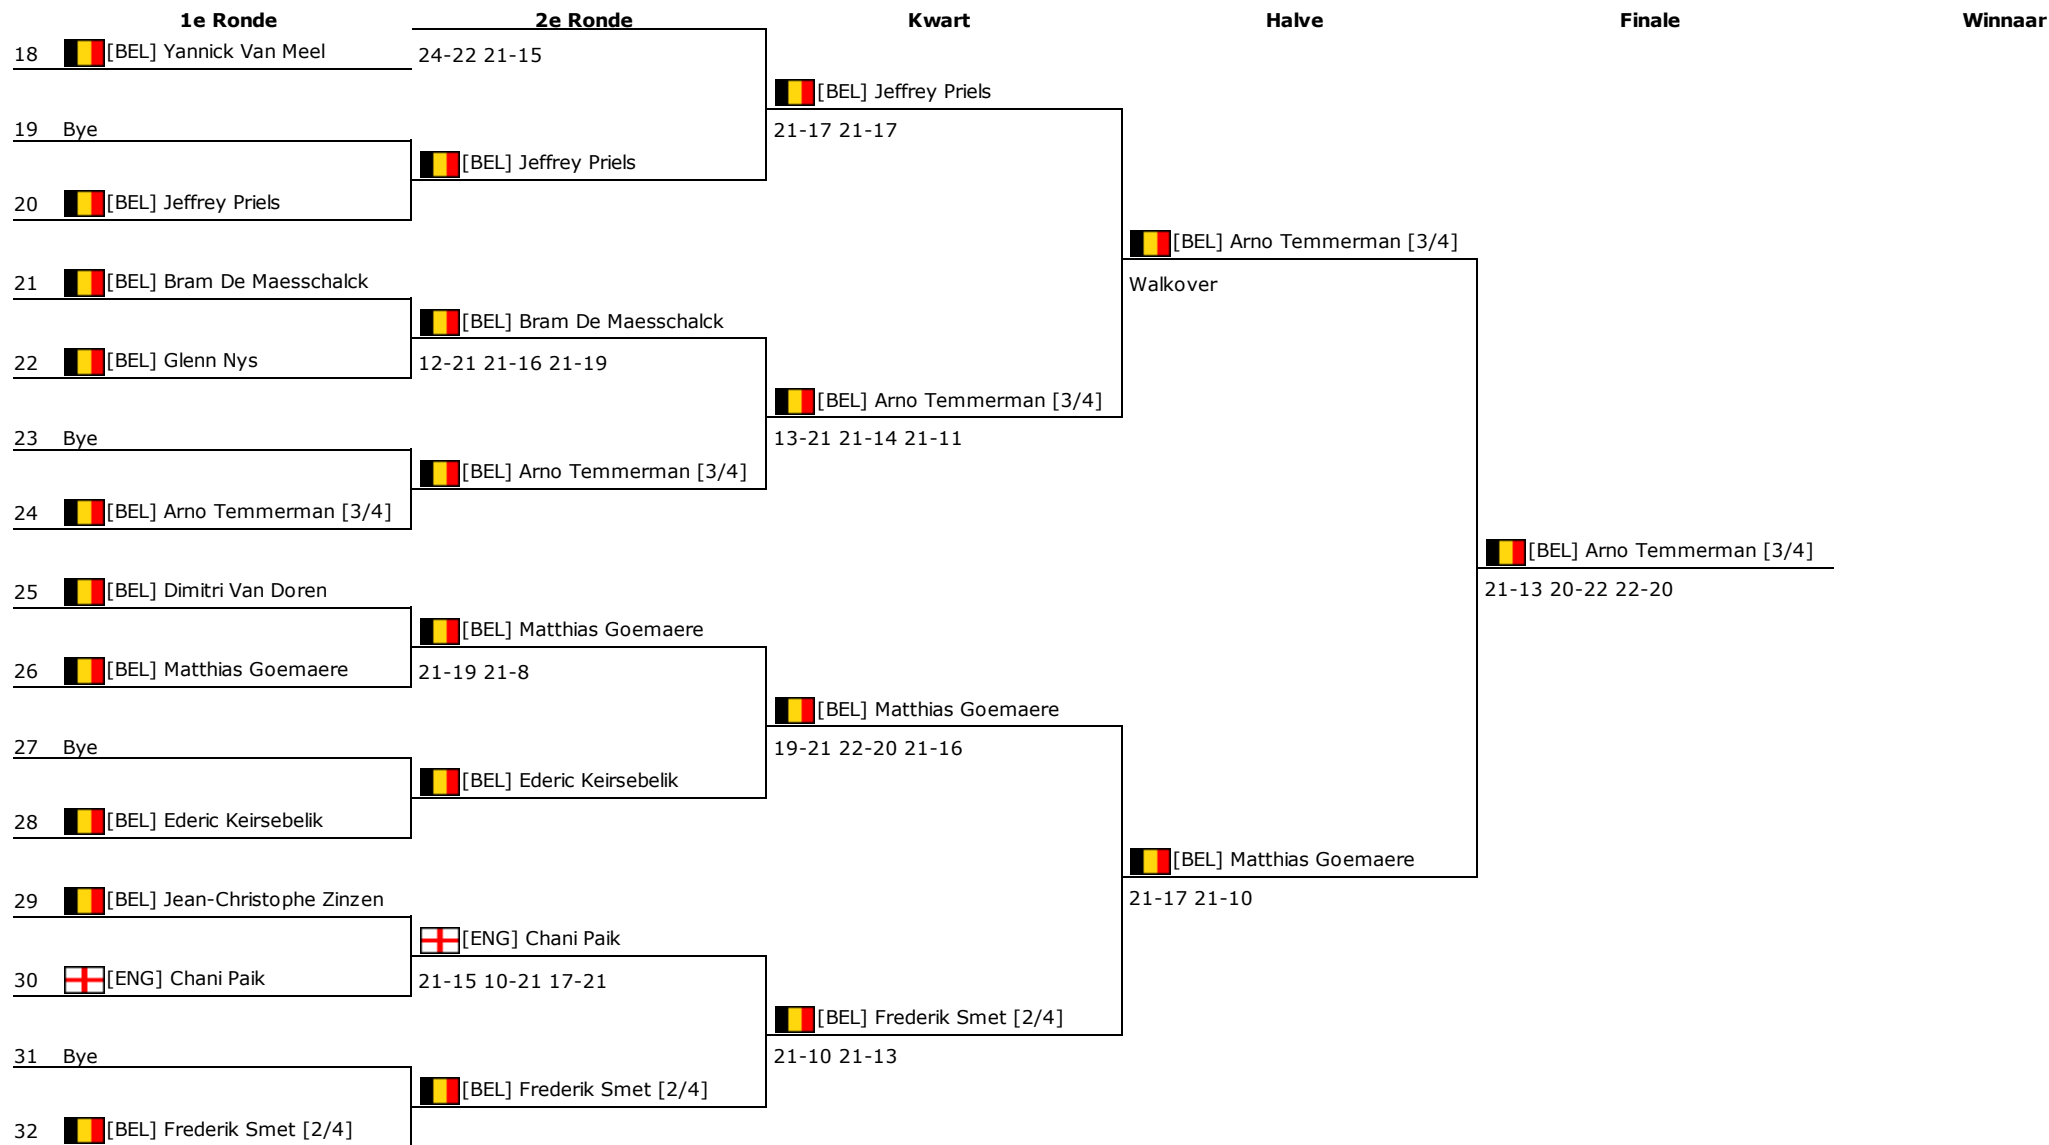 1e Ronde 2e Ronde Kwart Halve Finale Winnaar
18 [BEL] Yannick Van Meel
24-22 21-15
[BEL] Jeffrey Priels
19 Bye
21-17 21-17
[BEL] Jeffrey Priels
20 [BEL] Jeffrey Priels
[BEL] Arno Temmerman [3/4]
21 [BEL] Bram De Maesschalck
Walkover
[BEL] Bram De Maesschalck
22 [BEL] Glenn Nys
12-21 21-16 21-19
[BEL] Arno Temmerman [3/4]
23 Bye
13-21 21-14 21-11
[BEL] Arno Temmerman [3/4]
24 [BEL] Arno Temmerman [3/4]
[BEL] Arno Temmerman [3/4]
25 [BEL] Dimitri Van Doren
21-13 20-22 22-20
[BEL] Matthias Goemaere
26 [BEL] Matthias Goemaere
21-19 21-8
[BEL] Matthias Goemaere
27 Bye
19-21 22-20 21-16
[BEL] Ederic Keirsebelik
28 [BEL] Ederic Keirsebelik
[BEL] Matthias Goemaere
29 [BEL] Jean-Christophe Zinzen
21-17 21-10
[ENG] Chani Paik
30 [ENG] Chani Paik
21-15 10-21 17-21
[BEL] Frederik Smet [2/4]
31 Bye
21-10 21-13
[BEL] Frederik Smet [2/4]
32 [BEL] Frederik Smet [2/4]